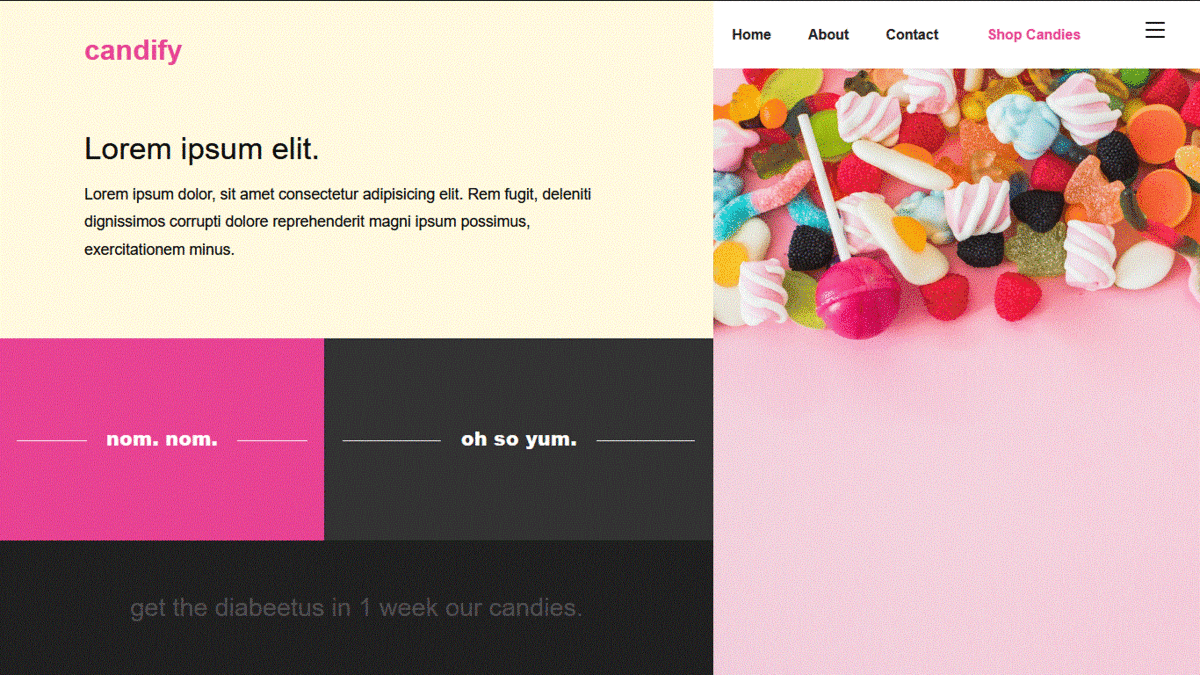 candify
Home About Contact Shop Candies
Lorem ipsum elit.
Lorem ipsum dolor, sit amet consectetur adipisicing elit. Rem fugit, deleniti
dignissimos corrupti dolore reprehenderit magni ipsum possimus,
exercitationem minus.
nom. nom.
oh so yum.
get the diabeetus in 1 week our candies.